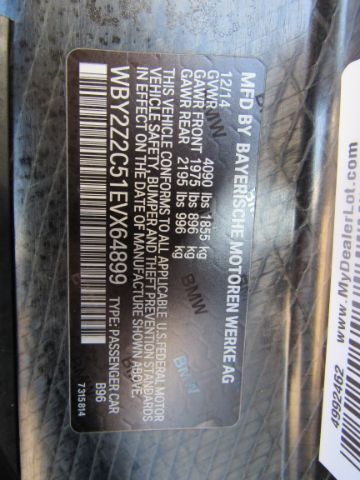 MFD BY BAYERISCHE MOTOREN WERKE AG
12/14
GVWR 4090 lbs 1855 kg
GAWR FRONT 1975 lbs 896 kg
GAWR REAR 2195 lbs 996 kg
THIS VEHICLE CONFORMS TO ALL APPLICABLE U.S. FEDERAL MOTOR
VEHICLE SAFETY, BUMPER AND THEFT PREVENTION STANDARDS
IN EFFECT ON THE DATE OF MANUFACTURE SHOWN ABOVE.
WBY2Z2C51EVX64899 TYPE: PASSENGER CAR
B96
7315814
BMW
BMW
BMW
www.MyDealerLot.com
4992462